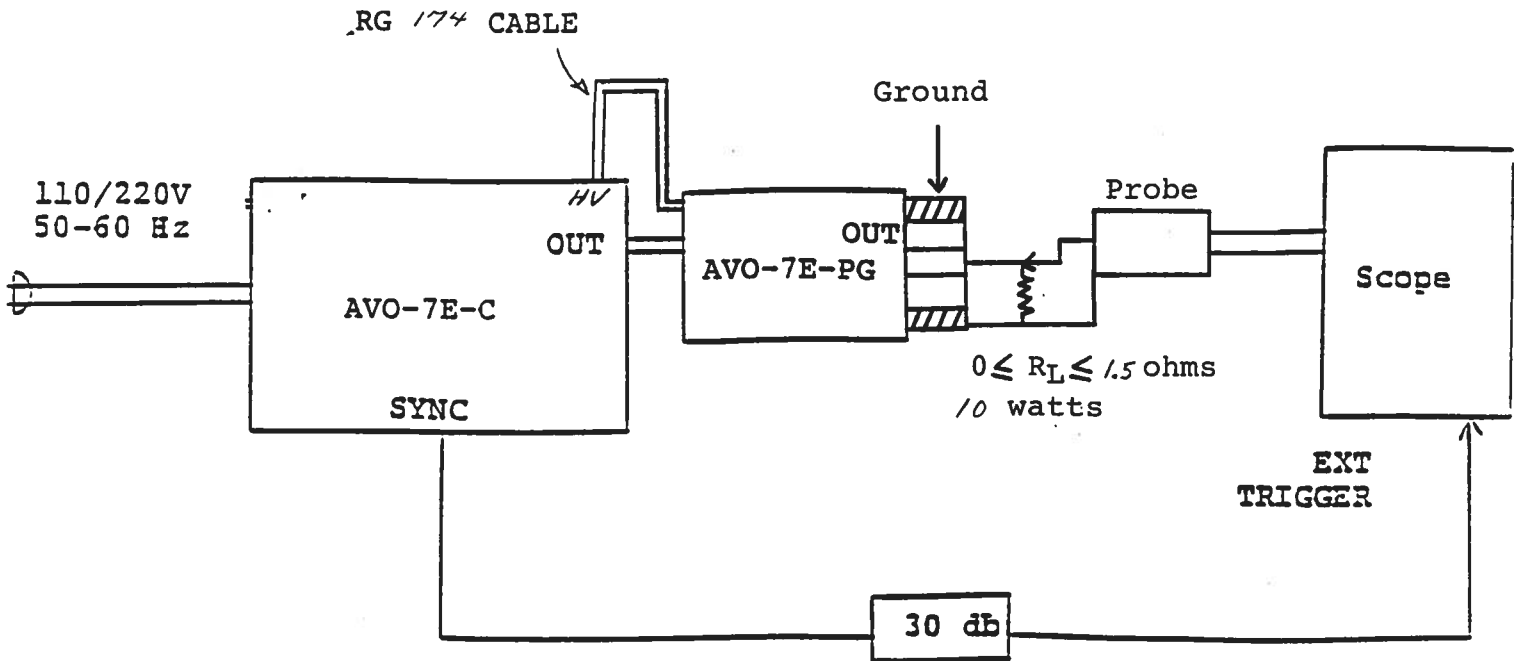 RG 174 CABLE
Ground
110/220V
50-60 Hz
HV
OUT
AVO-7E-C
SYNC
OUT
AVO-7E-PG
Probe
Scope
0 ≤ RL ≤ 1.5 ohms
10 watts
EXT
TRIGGER
30 db